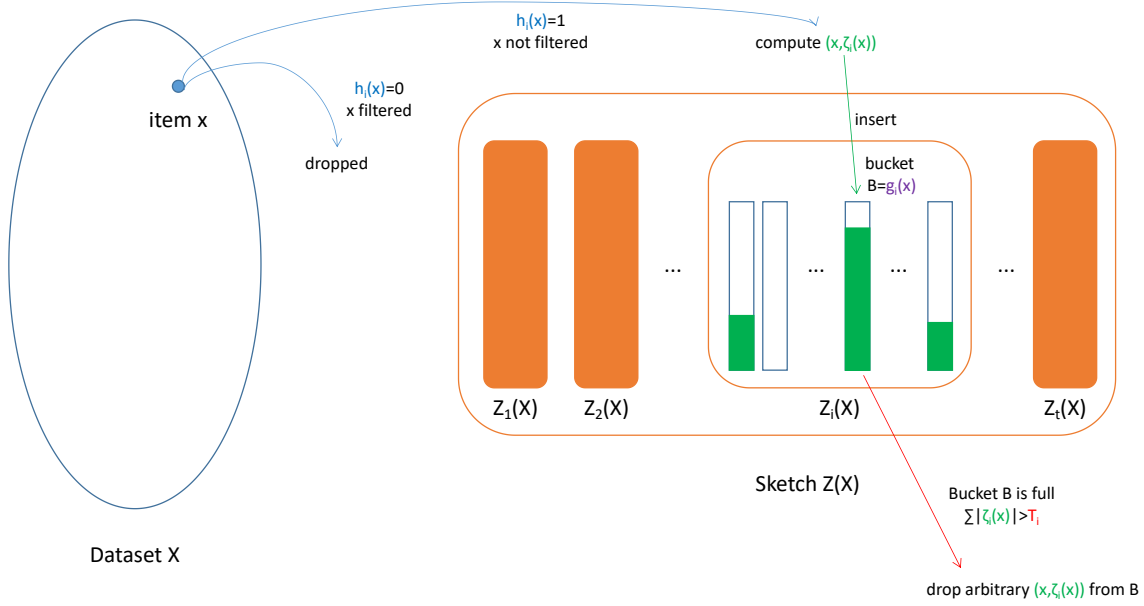 hᵢ(x)=1
x not filtered
compute (x,ζᵢ(x))
hᵢ(x)=0
x filtered
item x
dropped
insert
bucket
B=gᵢ(x)
... ... ... ...
Z₁(X) Z₂(X) Zᵢ(X) Zₜ(X)
Sketch Z(X)
Bucket B is full
∑|ζᵢ(x)|>Tᵢ
Dataset X
drop arbitrary (x,ζᵢ(x)) from B